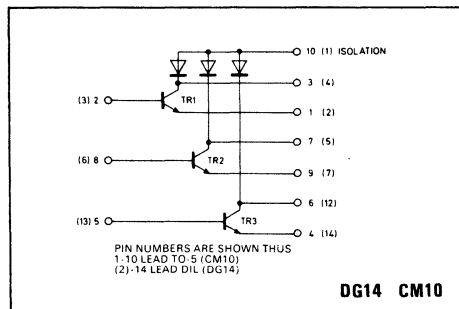 10 (1) ISOLATION
3 (4)
(3) 2
TR1
1 (2)
7 (5)
(6) 8
TR2
9 (7)
6 (12)
(13) 5
TR3
4 (14)
PIN NUMBERS ARE SHOWN THUS
1-10 LEAD TO-5 (CM10)
(2)-14 LEAD DIL (DG14)
DG14 CM10